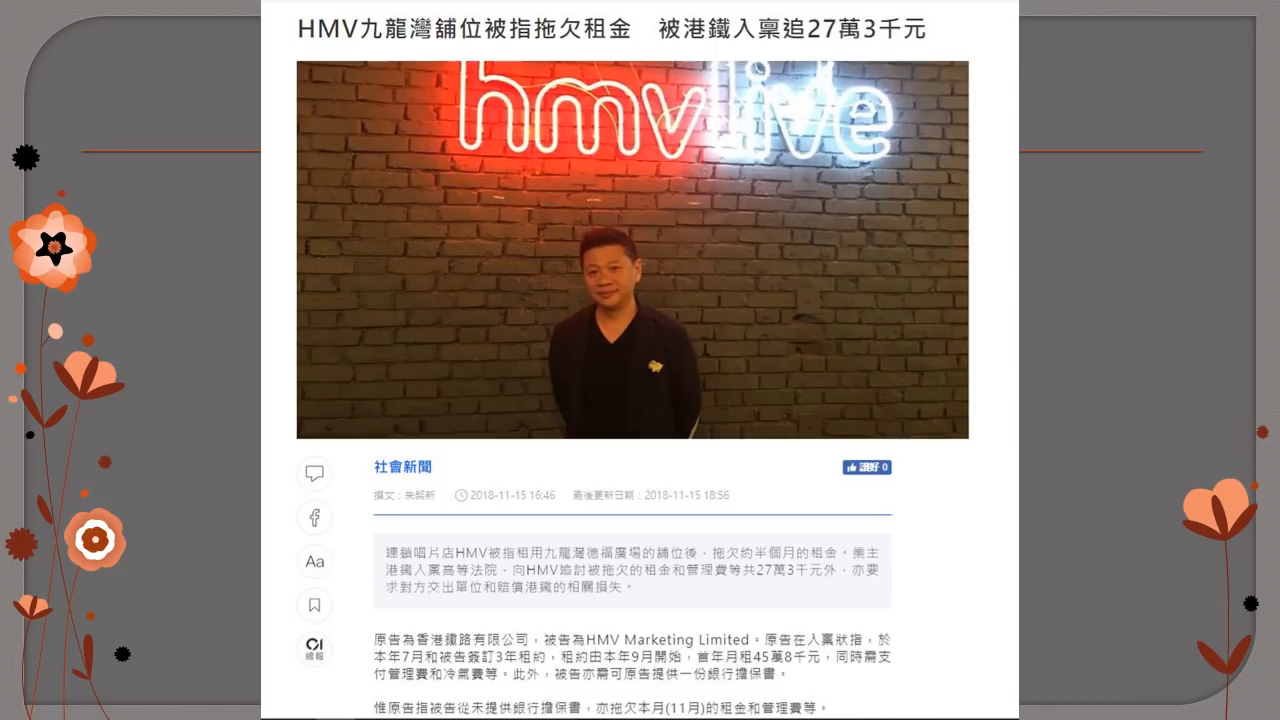 HMV九龍灣舖位被指拖欠租金　被港鐵入稟追27萬3千元
hmvlive
社會新聞
讚好 0
撰文：朱棨新 2018-11-15 16:46 最後更新日期：2018-11-15 18:56
連鎖唱片店HMV被指租用九龍灣德福廣場的舖位後，拖欠約半個月的租金。業主
港鐵入稟高等法院，向HMV追討被拖欠的租金和管理費等共27萬3千元外，亦要
求對方交出單位和賠償港鐵的相關損失。
Aa
01
線報
原告為香港鐵路有限公司，被告為HMV Marketing Limited。原告在入稟狀指，於
本年7月和被告簽訂3年租約，租約由本年9月開始，首年月租45萬8千元，同時需支
付管理費和冷氣費等。此外，被告亦需可原告提供一份銀行擔保書。
惟原告指被告從未提供銀行擔保書，亦拖欠本月(11月)的租金和管理費等。